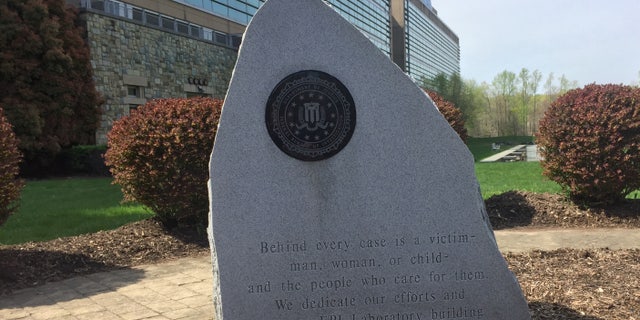 Behind every case is a victim-
man, woman, or child-
and the people who care for them.
We dedicate our efforts and
FBI Laboratory building